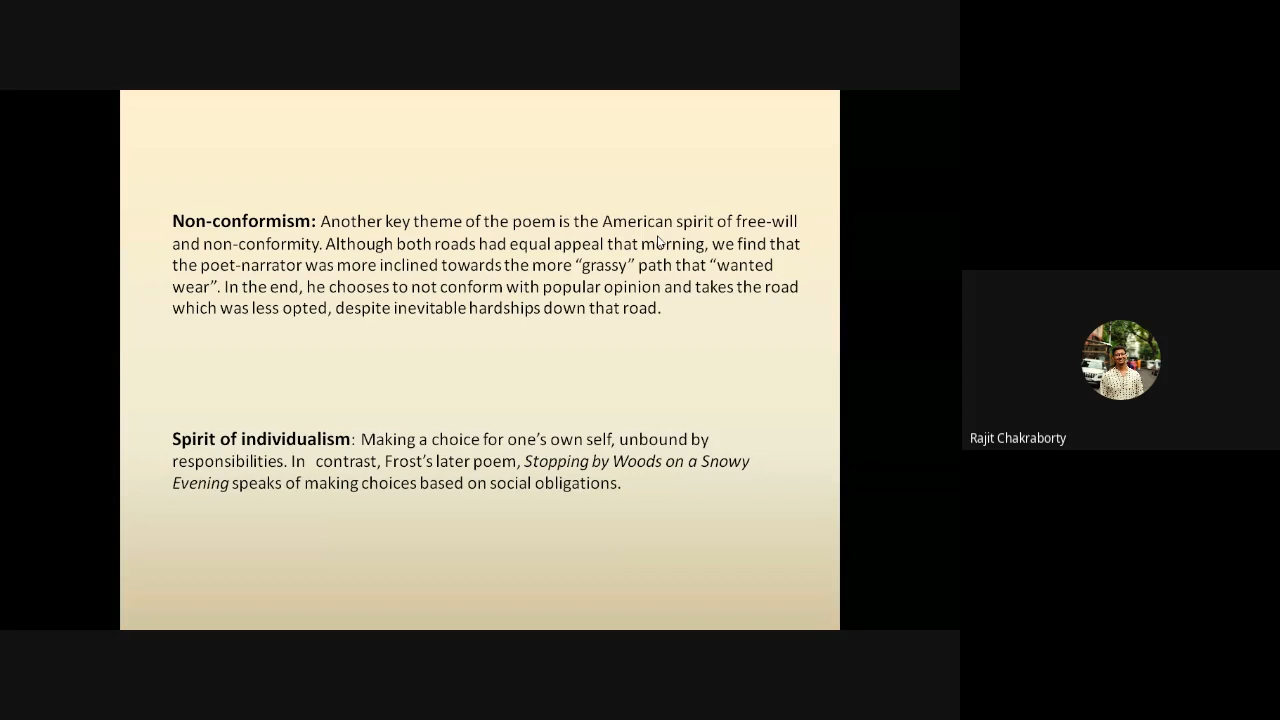 Non-conformism: Another key theme of the poem is the American spirit of free-will
and non-conformity. Although both roads had equal appeal that morning, we find that
the poet-narrator was more inclined towards the more “grassy” path that “wanted
wear”. In the end, he chooses to not conform with popular opinion and takes the road
which was less opted, despite inevitable hardships down that road.
Spirit of individualism: Making a choice for one’s own self, unbound by
responsibilities. In contrast, Frost’s later poem, Stopping by Woods on a Snowy
Evening speaks of making choices based on social obligations.
Rajit Chakraborty